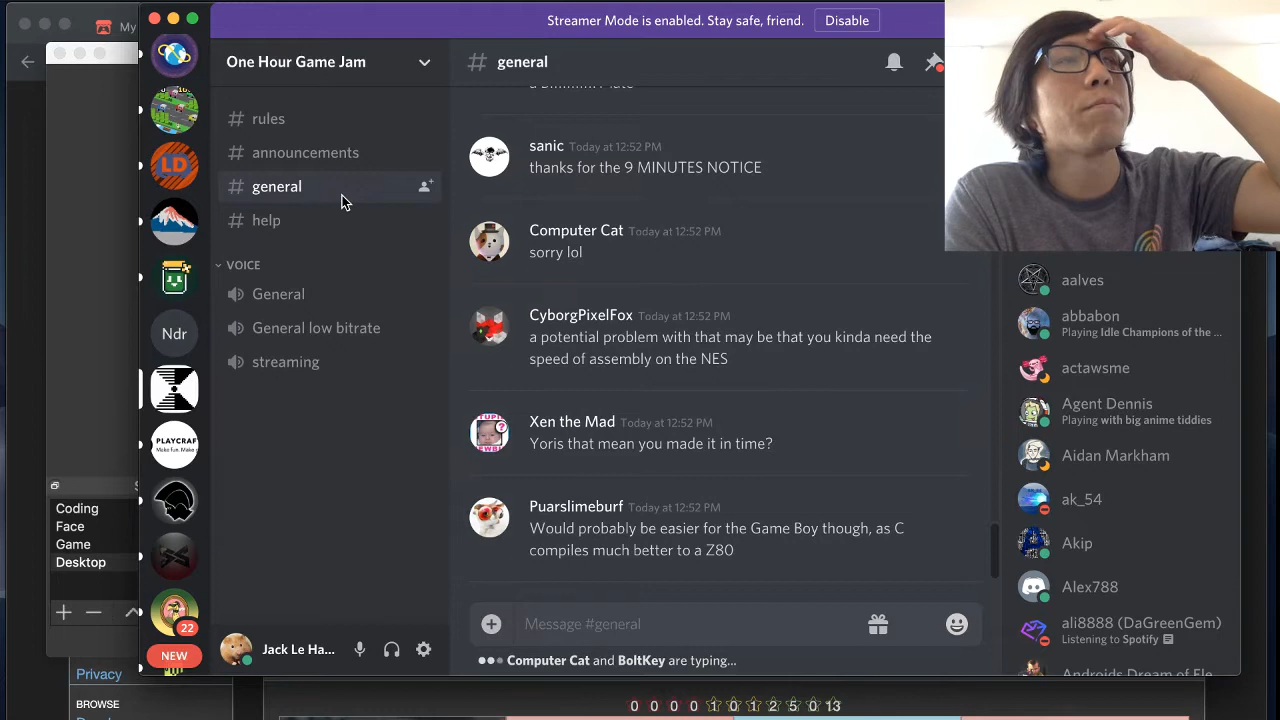 My
Streamer Mode is enabled. Stay safe, friend.
Disable
One Hour Game Jam
rules
announcements
general
help
VOICE
General
General low bitrate
streaming
LD
Ndr
PLAYCRAF
22
NEW
Jack Le Ha...
Coding
Face
Game
Desktop
Privacy
BROWSE
# general
sanic Today at 12:52 PM
thanks for the 9 MINUTES NOTICE
Computer Cat Today at 12:52 PM
sorry lol
CyborgPixelFox Today at 12:52 PM
a potential problem with that may be that you kinda need the
speed of assembly on the NES
Xen the Mad Today at 12:52 PM
Yoris that mean you made it in time?
Puarslimeburf Today at 12:52 PM
Would probably be easier for the Game Boy though, as C
compiles much better to a Z80
Message #general
Computer Cat and BoltKey are typing...
aalves
abbabon
Playing Idle Champions of the ...
actawsme
Agent Dennis
Playing with big anime tiddies
Aidan Markham
ak_54
Akip
Alex788
ali8888 (DaGreenGem)
Listening to Spotify
Androids Dream of Ele
0 0 0 0 1 0 1 2 5 0 13